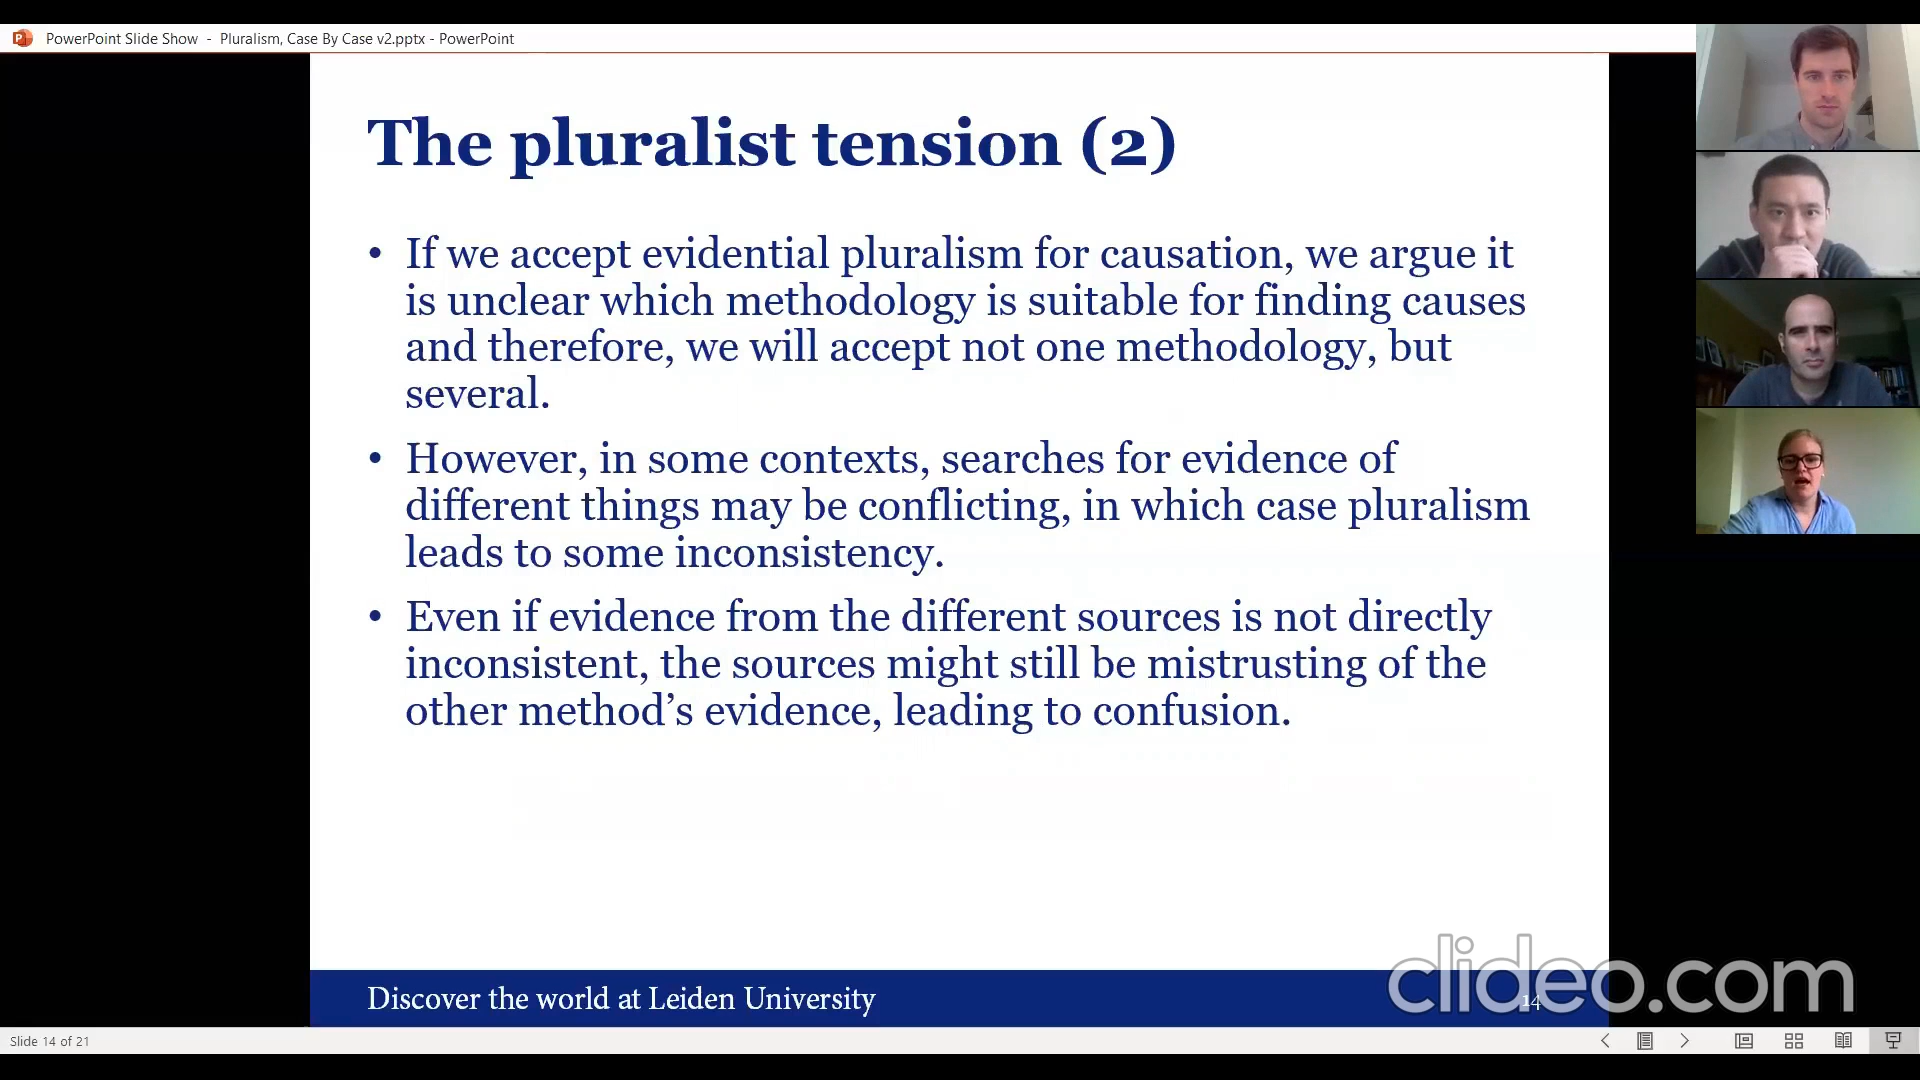 PowerPoint Slide Show - Pluralism, Case By Case v2.pptx - PowerPoint
The pluralist tension (2)
• If we accept evidential pluralism for causation, we argue it
is unclear which methodology is suitable for finding causes
and therefore, we will accept not one methodology, but
several.
• However, in some contexts, searches for evidence of
different things may be conflicting, in which case pluralism
leads to some inconsistency.
• Even if evidence from the different sources is not directly
inconsistent, the sources might still be mistrusting of the
other method's evidence, leading to confusion.
Discover the world at Leiden University
14
clideo.com
Slide 14 of 21